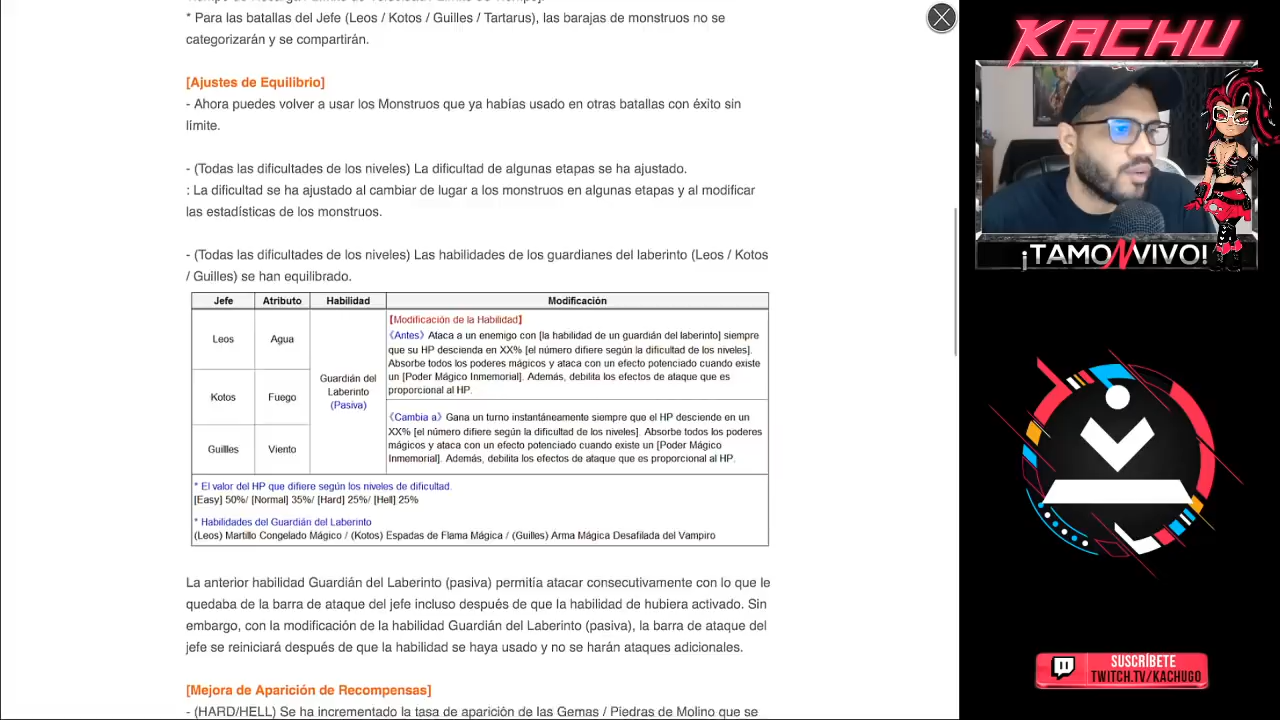 * Para las batallas del Jefe (Leos / Kotos / Guilles / Tartarus), las barajas de monstruos no se
categorizarán y se compartirán.
[Ajustes de Equilibrio]
- Ahora puedes volver a usar los Monstruos que ya habías usado en otras batallas con éxito sin
límite.
- (Todas las dificultades de los niveles) La dificultad de algunas etapas se ha ajustado.
: La dificultad se ha ajustado al cambiar de lugar a los monstruos en algunas etapas y al modificar
las estadísticas de los monstruos.
- (Todas las dificultades de los niveles) Las habilidades de los guardianes del laberinto (Leos / Kotos
/ Guilles) se han equilibrado.
Jefe Atributo Habilidad Modificación
Leos Agua
Kotos Fuego
Guillles Viento
Guardián del
Laberinto
(Pasiva)
【Modificación de la Habilidad】
《Antes》Ataca a un enemigo con [la habilidad de un guardián del laberinto] siempre
que su HP descienda en XX% [el número difiere según la dificultad de los niveles].
Absorbe todos los poderes mágicos y ataca con un efecto potenciado cuando existe
un [Poder Mágico Inmemorial]. Además, debilita los efectos de ataque que es
proporcional al HP.
《Cambia a》Gana un turno instantáneamente siempre que el HP desciende en un
XX% [el número difiere según la dificultad de los niveles]. Absorbe todos los poderes
mágicos y ataca con un efecto potenciado cuando existe un [Poder Mágico
Inmemorial]. Además, debilita los efectos de ataque que es proporcional al HP.
* El valor del HP que difiere según los niveles de dificultad.
[Easy] 50%/ [Normal] 35%/ [Hard] 25%/ [Hell] 25%
* Habilidades del Guardián del Laberinto
(Leos) Martillo Congelado Mágico / (Kotos) Espadas de Flama Mágica / (Guilles) Arma Mágica Desafilada del Vampiro
La anterior habilidad Guardián del Laberinto (pasiva) permitía atacar consecutivamente con lo que le
quedaba de la barra de ataque del jefe incluso después de que la habilidad de hubiera activado. Sin
embargo, con la modificación de la habilidad Guardián del Laberinto (pasiva), la barra de ataque del
jefe se reiniciará después de que la habilidad se haya usado y no se harán ataques adicionales.
[Mejora de Aparición de Recompensas]
- (HARD/HELL) Se ha incrementado la tasa de aparición de las Gemas / Piedras de Molino que se
KACHU
¡TAMONVIVO!
SUSCRÍBETE
TWITCH.TV/KACHUGO